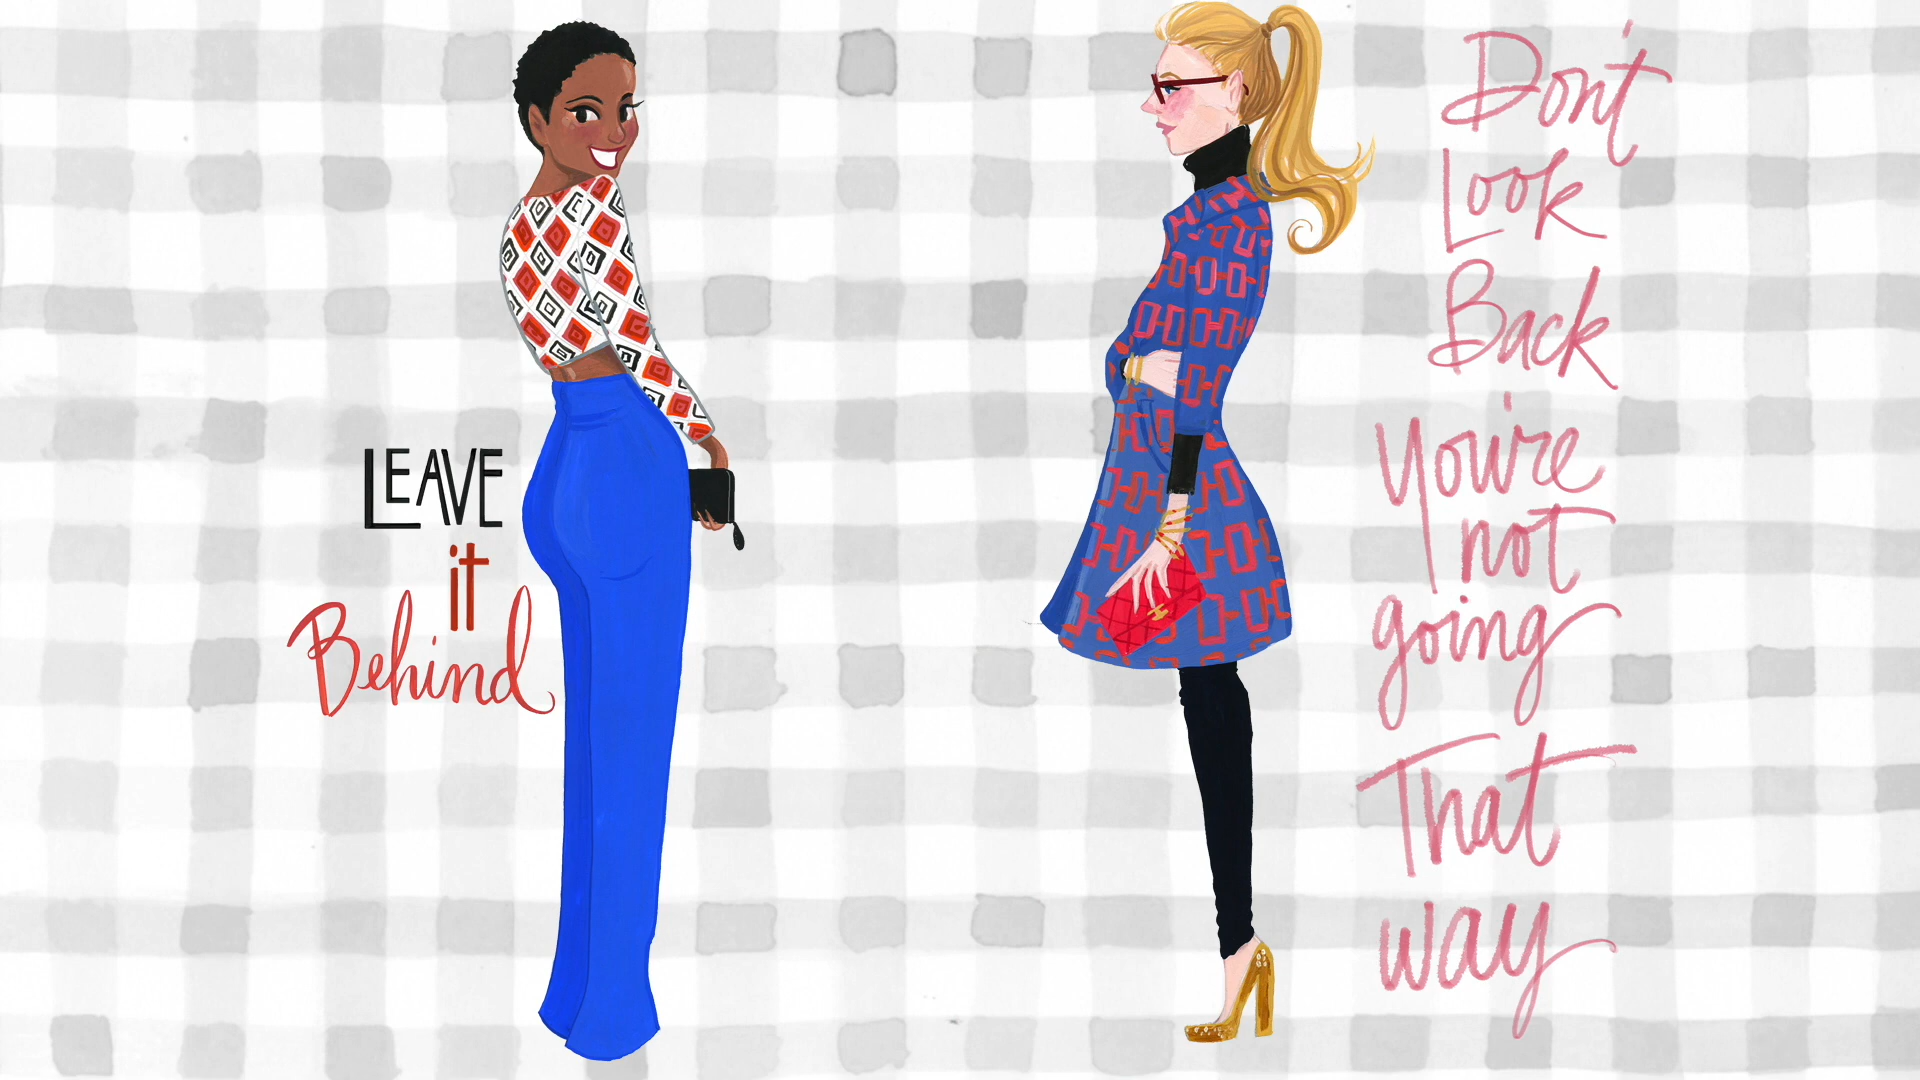 LEAVE
it
Behind
Don't
Look
Back
You're
not
going
That
way